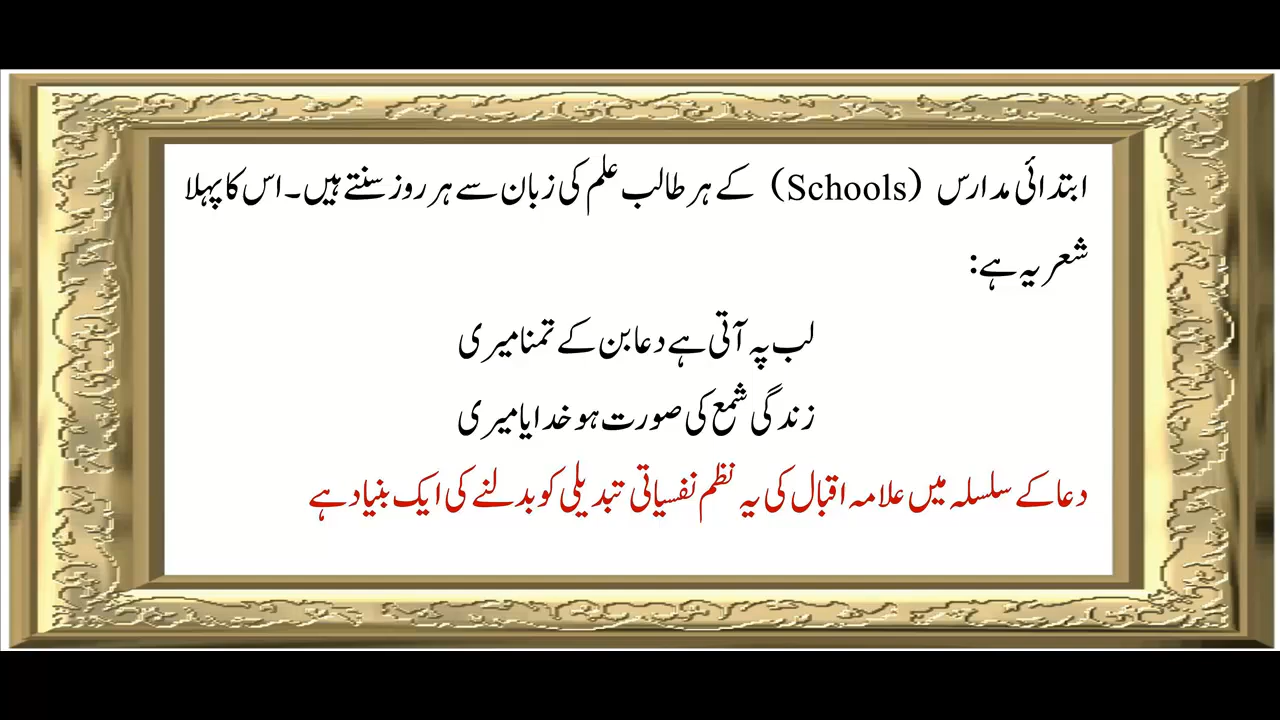 ابتدائی مدارس (Schools) کے ہر طالب علم کی زبان سے ہر روز سنتے ہیں۔ اس کا پہلا
شعر یہ ہے:
لب پہ آتی ہے دعا بن کے تمنا میری
زندگی شمع کی صورت ہو خدایا میری
دعا کے سلسلہ میں علامہ اقبال کی یہ نظم نفسیاتی تبدیلی کو بدلنے کی ایک بنیاد ہے